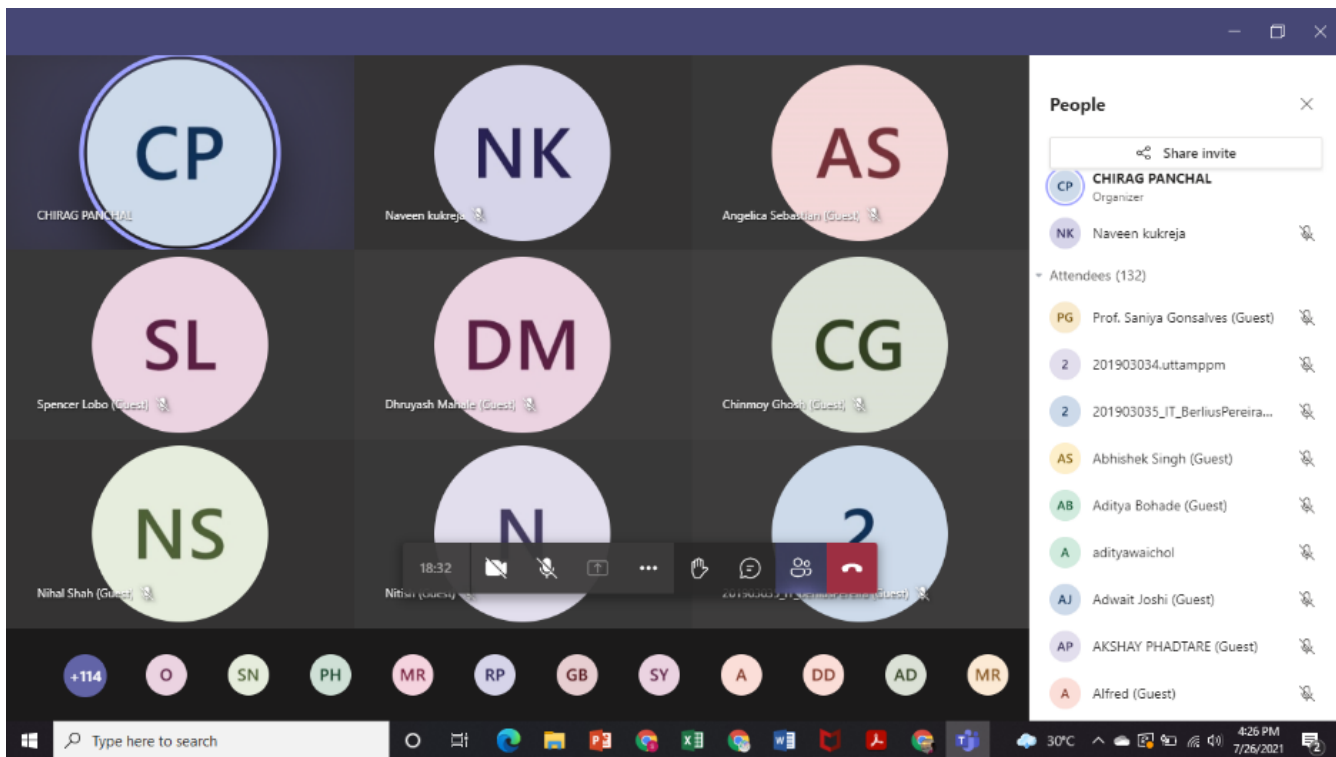 CP
CHIRAG PANCHAL
NK
Naveen kukreja
AS
Angelica Sebastian (Guest)
SL
Spencer Lobo (Guest)
DM
Dhruyash Mahale (Guest)
CG
Chinmoy Ghosh (Guest)
NS
Nihal Shah (Guest)
N
Nitish (Guest)
2
201903035_IT_BerliusPereira (Guest)
18:32
+114
O
SN
PH
MR
RP
GB
SY
A
DD
AD
MR
People
Share invite
CP
CHIRAG PANCHAL
Organizer
NK
Naveen kukreja
Attendees (132)
PG
Prof. Saniya Gonsalves (Guest)
2
201903034.uttamppm
2
201903035_IT_BerliusPereira...
AS
Abhishek Singh (Guest)
AB
Aditya Bohade (Guest)
A
adityawaichol
AJ
Adwait Joshi (Guest)
AP
AKSHAY PHADTARE (Guest)
A
Alfred (Guest)
Type here to search
30°C
4:26 PM
7/26/2021
2